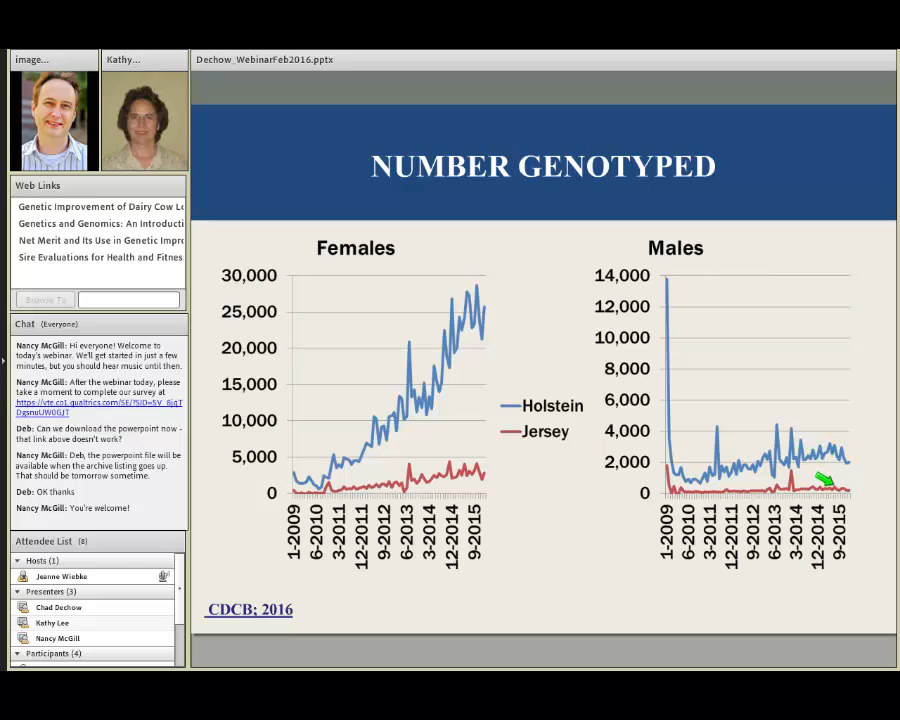 image...
Kathy...
Dechow_WebinarFeb2016.pptx
Web Links
Genetic Improvement of Dairy Cow Lo
Genetics and Genomics: An Introducti
Net Merit and Its Use in Genetic Impro
Sire Evaluations for Health and Fitnes
Browse To
Chat (Everyone)
Nancy McGill: Hi everyone! Welcome to
today's webinar. We'll get started in just a few
minutes, but you should hear music until then.
Nancy McGill: After the webinar today, please
take a moment to complete our survey at
Deb: Can we download the powerpoint now -
that link above doesn't work?
Nancy McGill: Deb, the powerpoint file will be
available when the archive listing goes up.
That should be tomorrow sometime.
Deb: OK thanks
Nancy McGill: You're welcome!
Attendee List (8)
Hosts (1)
Jeanne Wiebke
Presenters (3)
Chad Dechow
Kathy Lee
Nancy McGill
Participants (4)
NUMBER GENOTYPED
Females
30,000
25,000
20,000
15,000
10,000
5,000
0
1-2009
6-2010
3-2011
12-2011
9-2012
6-2013
3-2014
12-2014
9-2015
Holstein
Jersey
Males
14,000
12,000
10,000
8,000
6,000
4,000
2,000
0
1-2009
6-2010
3-2011
12-2011
9-2012
6-2013
3-2014
12-2014
9-2015
CDCB; 2016